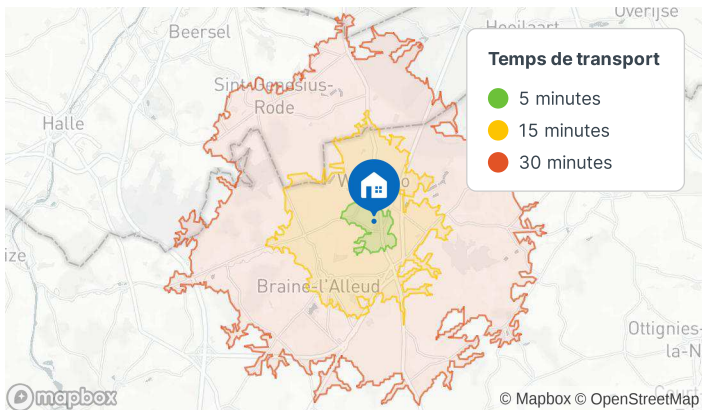 Overijse
Beersel
Temps de transport
5 minutes
15 minutes
30 minutes
Sint-Genesius-
Rode
Halle
Braine-l'Alleud
Ottignies-
la-N
Court
mapbox
© Mapbox © OpenStreetMap